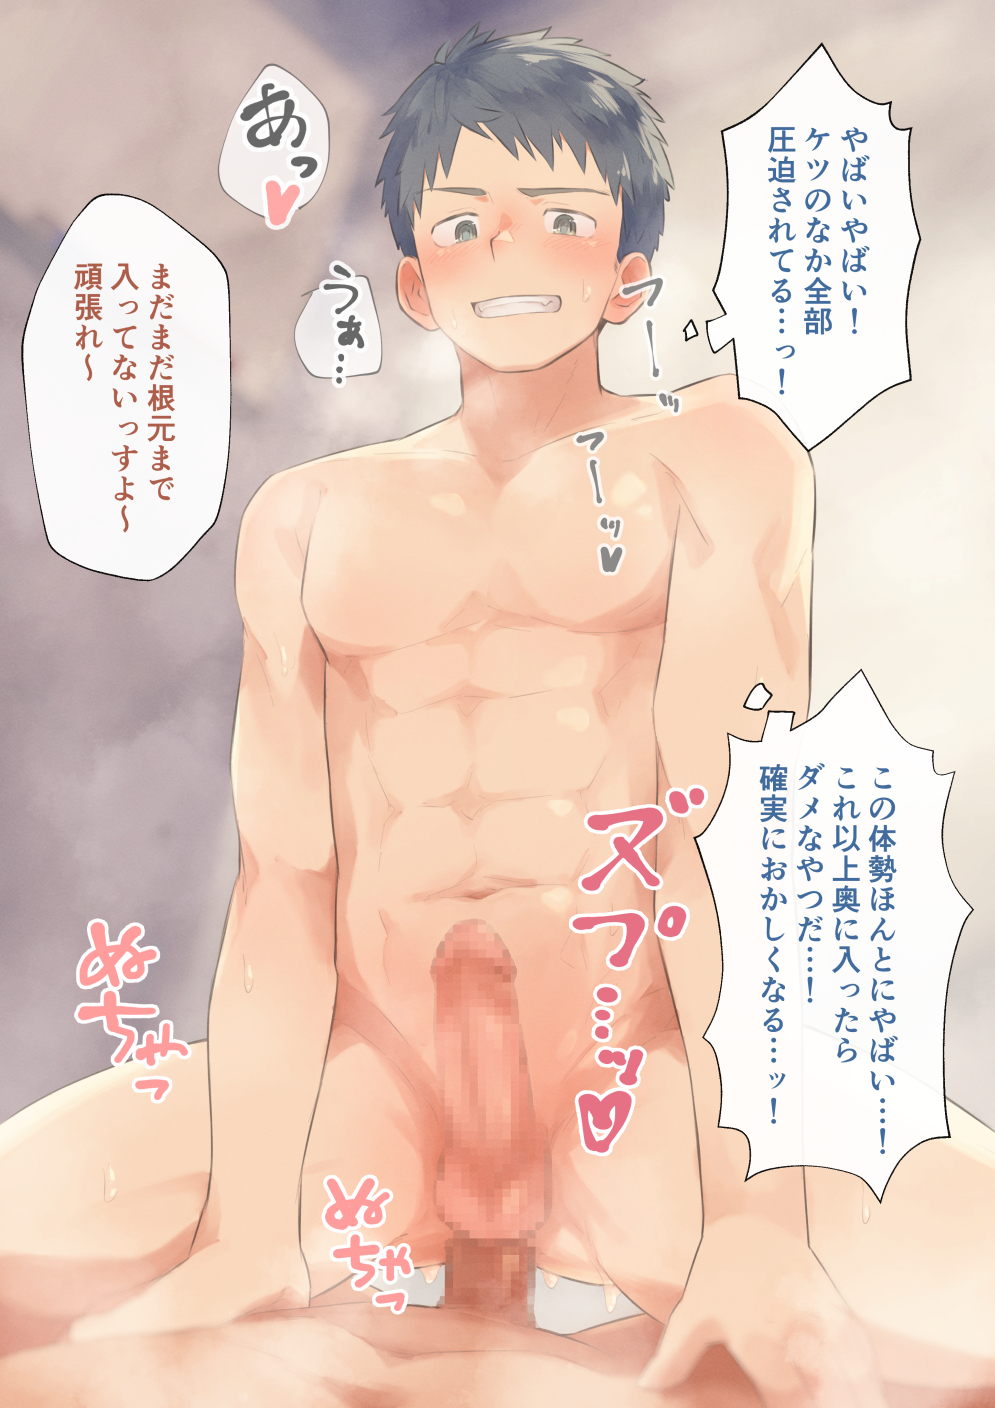 やばいやばい！
ケツのなか全部
圧迫されてる…っ！
あっ♥
うぁ…
フーーッ
フーーッ♥
まだまだ根元まで
入ってないっすよ～
頑張れ～
この体勢ほんとにやばい…！
これ以上奥に入ったら
ダメなやつだ…！
確実におかしくなる…ッ！
ヌ゛プ…ッ♥
ぬちゃっ
ぬちゃっ